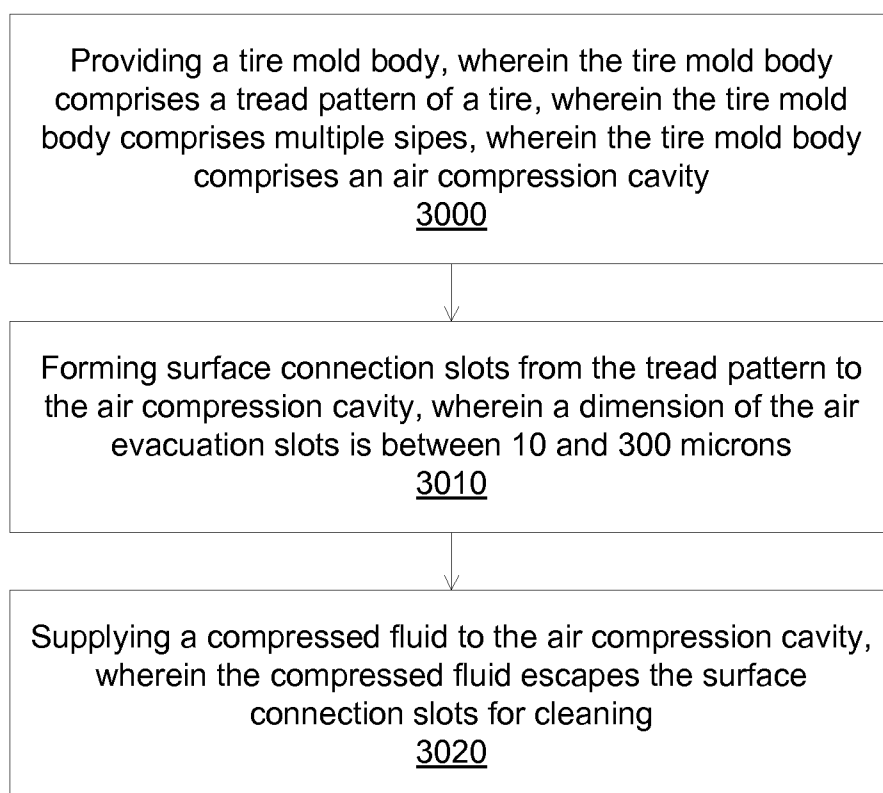 Providing a tire mold body, wherein the tire mold body
comprises a tread pattern of a tire, wherein the tire mold
body comprises multiple sipes, wherein the tire mold body
comprises an air compression cavity
3000
Forming surface connection slots from the tread pattern to
the air compression cavity, wherein a dimension of the air
evacuation slots is between 10 and 300 microns
3010
Supplying a compressed fluid to the air compression cavity,
wherein the compressed fluid escapes the surface
connection slots for cleaning
3020